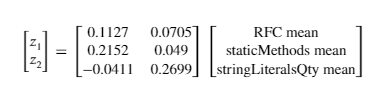 [z₁ z₂] = [0.1127 0.0705 0.2152 0.049 −0.0411 0.2699] [RFC mean staticMethods mean stringLiteralsQty mean]